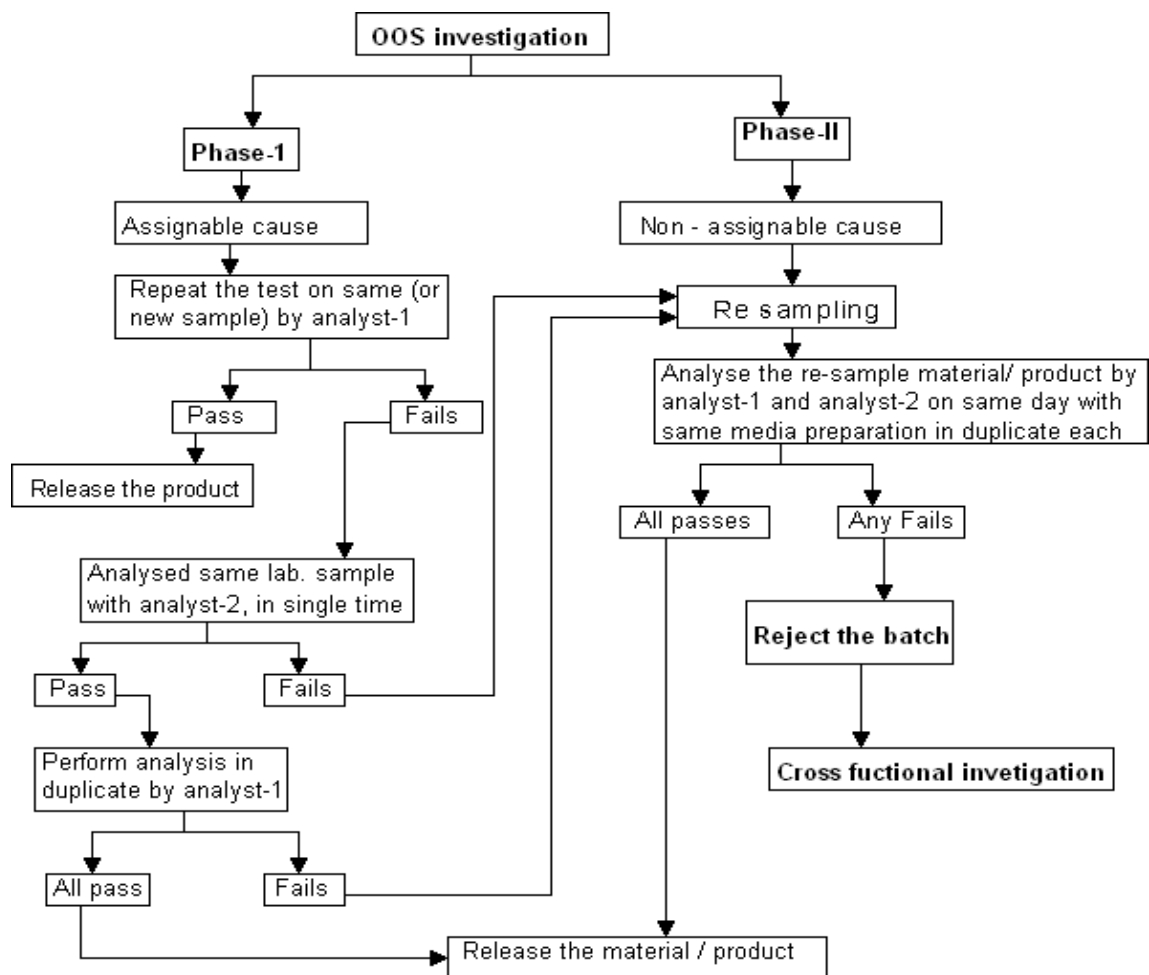 OOS investigation
Phase-1
Phase-II
Assignable cause
Non - assignable cause
Repeat the test on same (or
new sample) by analyst-1
Re sampling
Pass
Fails
Analyse the re-sample material/ product by
analyst-1 and analyst-2 on same day with
same media preparation in duplicate each
Release the product
All passes
Any Fails
Analysed same lab. sample
with analyst-2, in single time
Reject the batch
Pass
Fails
Perform analysis in
duplicate by analyst-1
Cross fuctional invetigation
All pass
Fails
Release the material / product